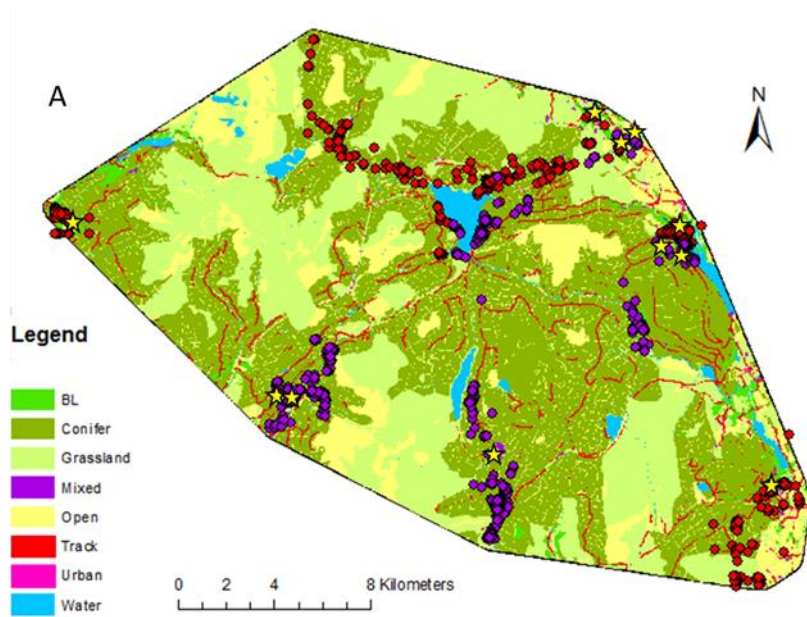 A
N
Legend
BL
Conifer
Grassland
Mixed
Open
Track
Urban
Water
0 2 4 8 Kilometers